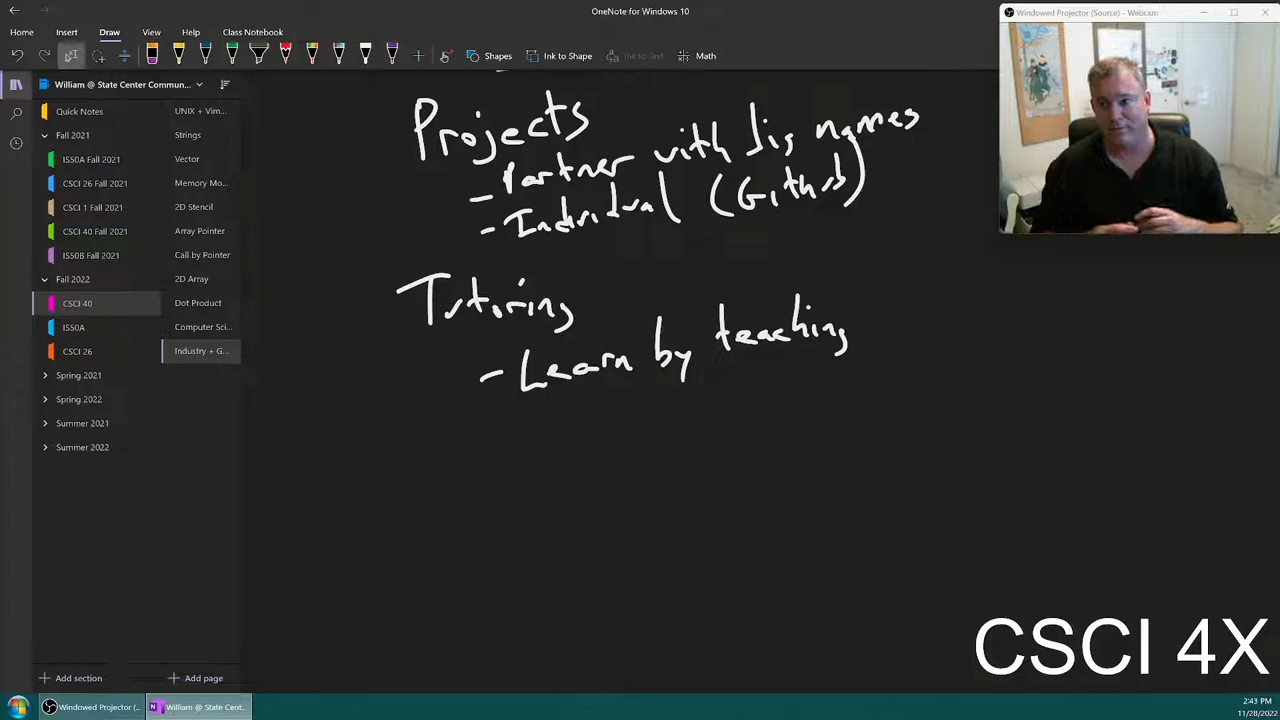 OneNote for Windows 10
Windowed Projector (Source) - Webcam
Draw
View
Class Notebook
Shapes
Ink to Shape
Ink to Text
Math
William @ State Center Commun...
Quick Notes
Fall 2021
ISS0A Fall 2021
CSCI 26 Fall 2021
CSCI 1 Fall 2021
CSCI 40 Fall 2021
ISS0B Fall 2021
Fall 2022
CSCI 40
ISS0A
CSCI 26
Spring 2021
Spring 2022
Summer 2021
Summer 2022
Add section
UNIX + Vim...
Strings
Vector
Memory Mo...
2D Stencil
Array Pointer
Call by Pointer
2D Array
Dot Product
Computer Sci...
Industry + G...
Add page
Projects
- Partner with big names
- Individual (Github)
Tutoring
- Learn by teaching
CSCI 4X
Windowed Projector (...
William @ State Cent...
2:43 PM
11/28/2022